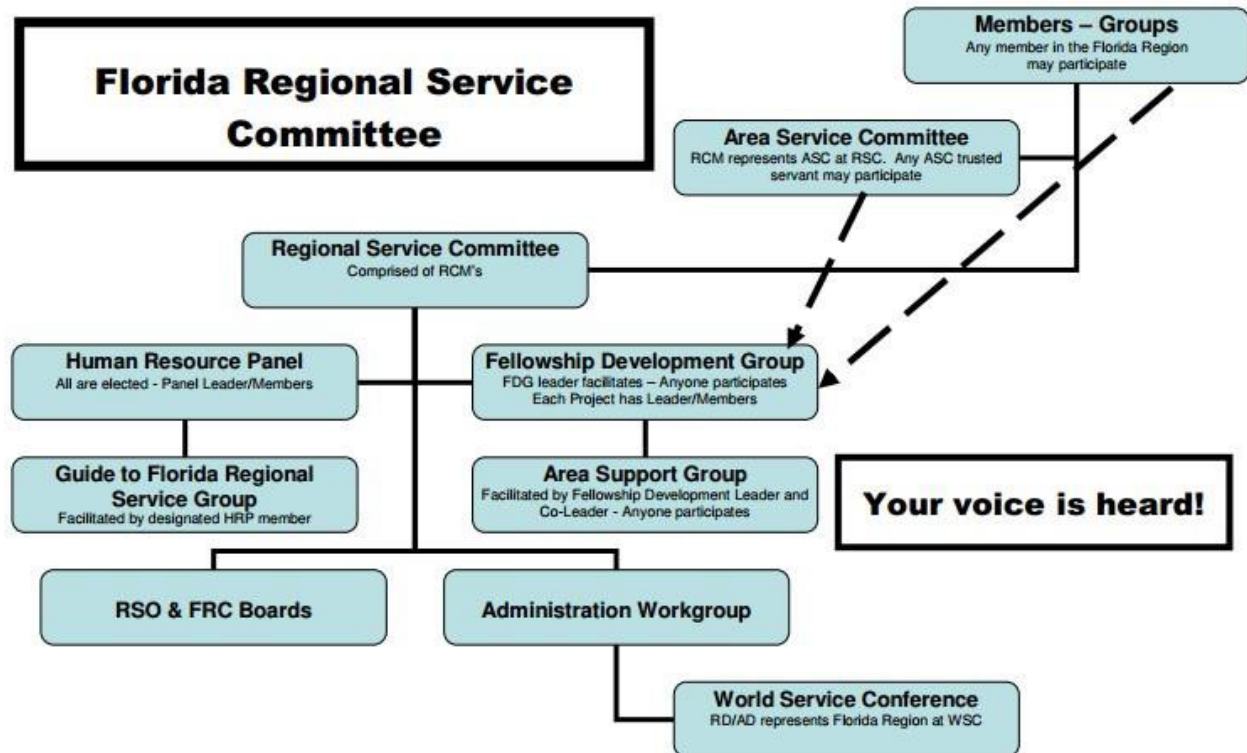 Florida Regional Service
Committee
Members – Groups
Any member in the Florida Region
may participate
Area Service Committee
RCM represents ASC at RSC. Any ASC trusted
servant may participate
Regional Service Committee
Comprised of RCM's
Human Resource Panel
All are elected - Panel Leader/Members
Fellowship Development Group
FDG leader facilitates – Anyone participates
Each Project has Leader/Members
Guide to Florida Regional
Service Group
Facilitated by designated HRP member
Area Support Group
Facilitated by Fellowship Development Leader and
Co-Leader - Anyone participates
Your voice is heard!
RSO & FRC Boards
Administration Workgroup
World Service Conference
RD/AD represents Florida Region at WSC